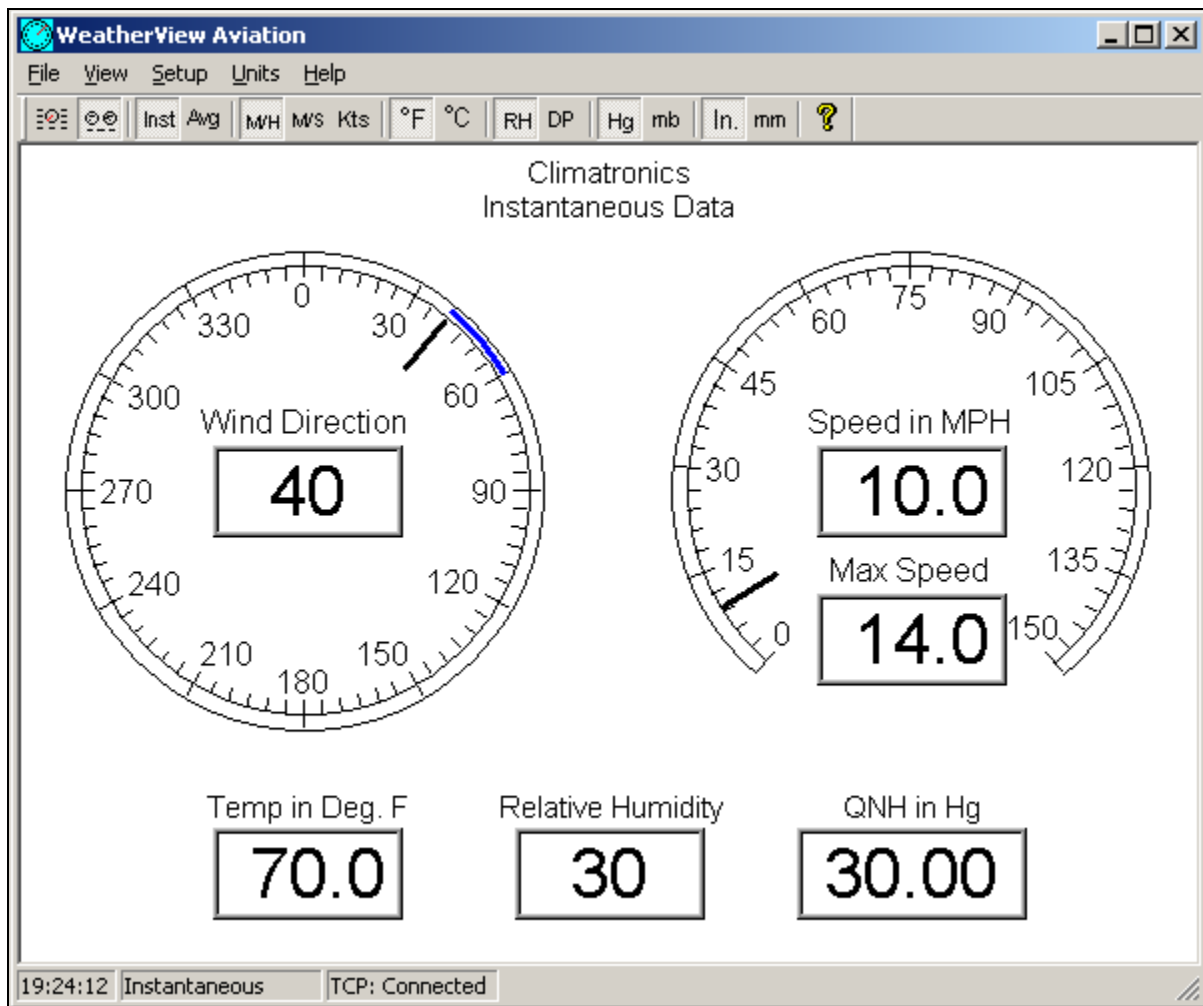 WeatherView Aviation
File View Setup Units Help
Inst Avg M/H M/S Kts °F °C RH DP Hg mb In. mm ?
Climatronics
Instantaneous Data
0
30
60
90
120
150
180
210
240
270
300
330
Wind Direction
40
0
15
30
45
60
75
90
105
120
135
150
Speed in MPH
10.0
Max Speed
14.0
Temp in Deg. F
70.0
Relative Humidity
30
QNH in Hg
30.00
19:24:12 Instantaneous TCP: Connected